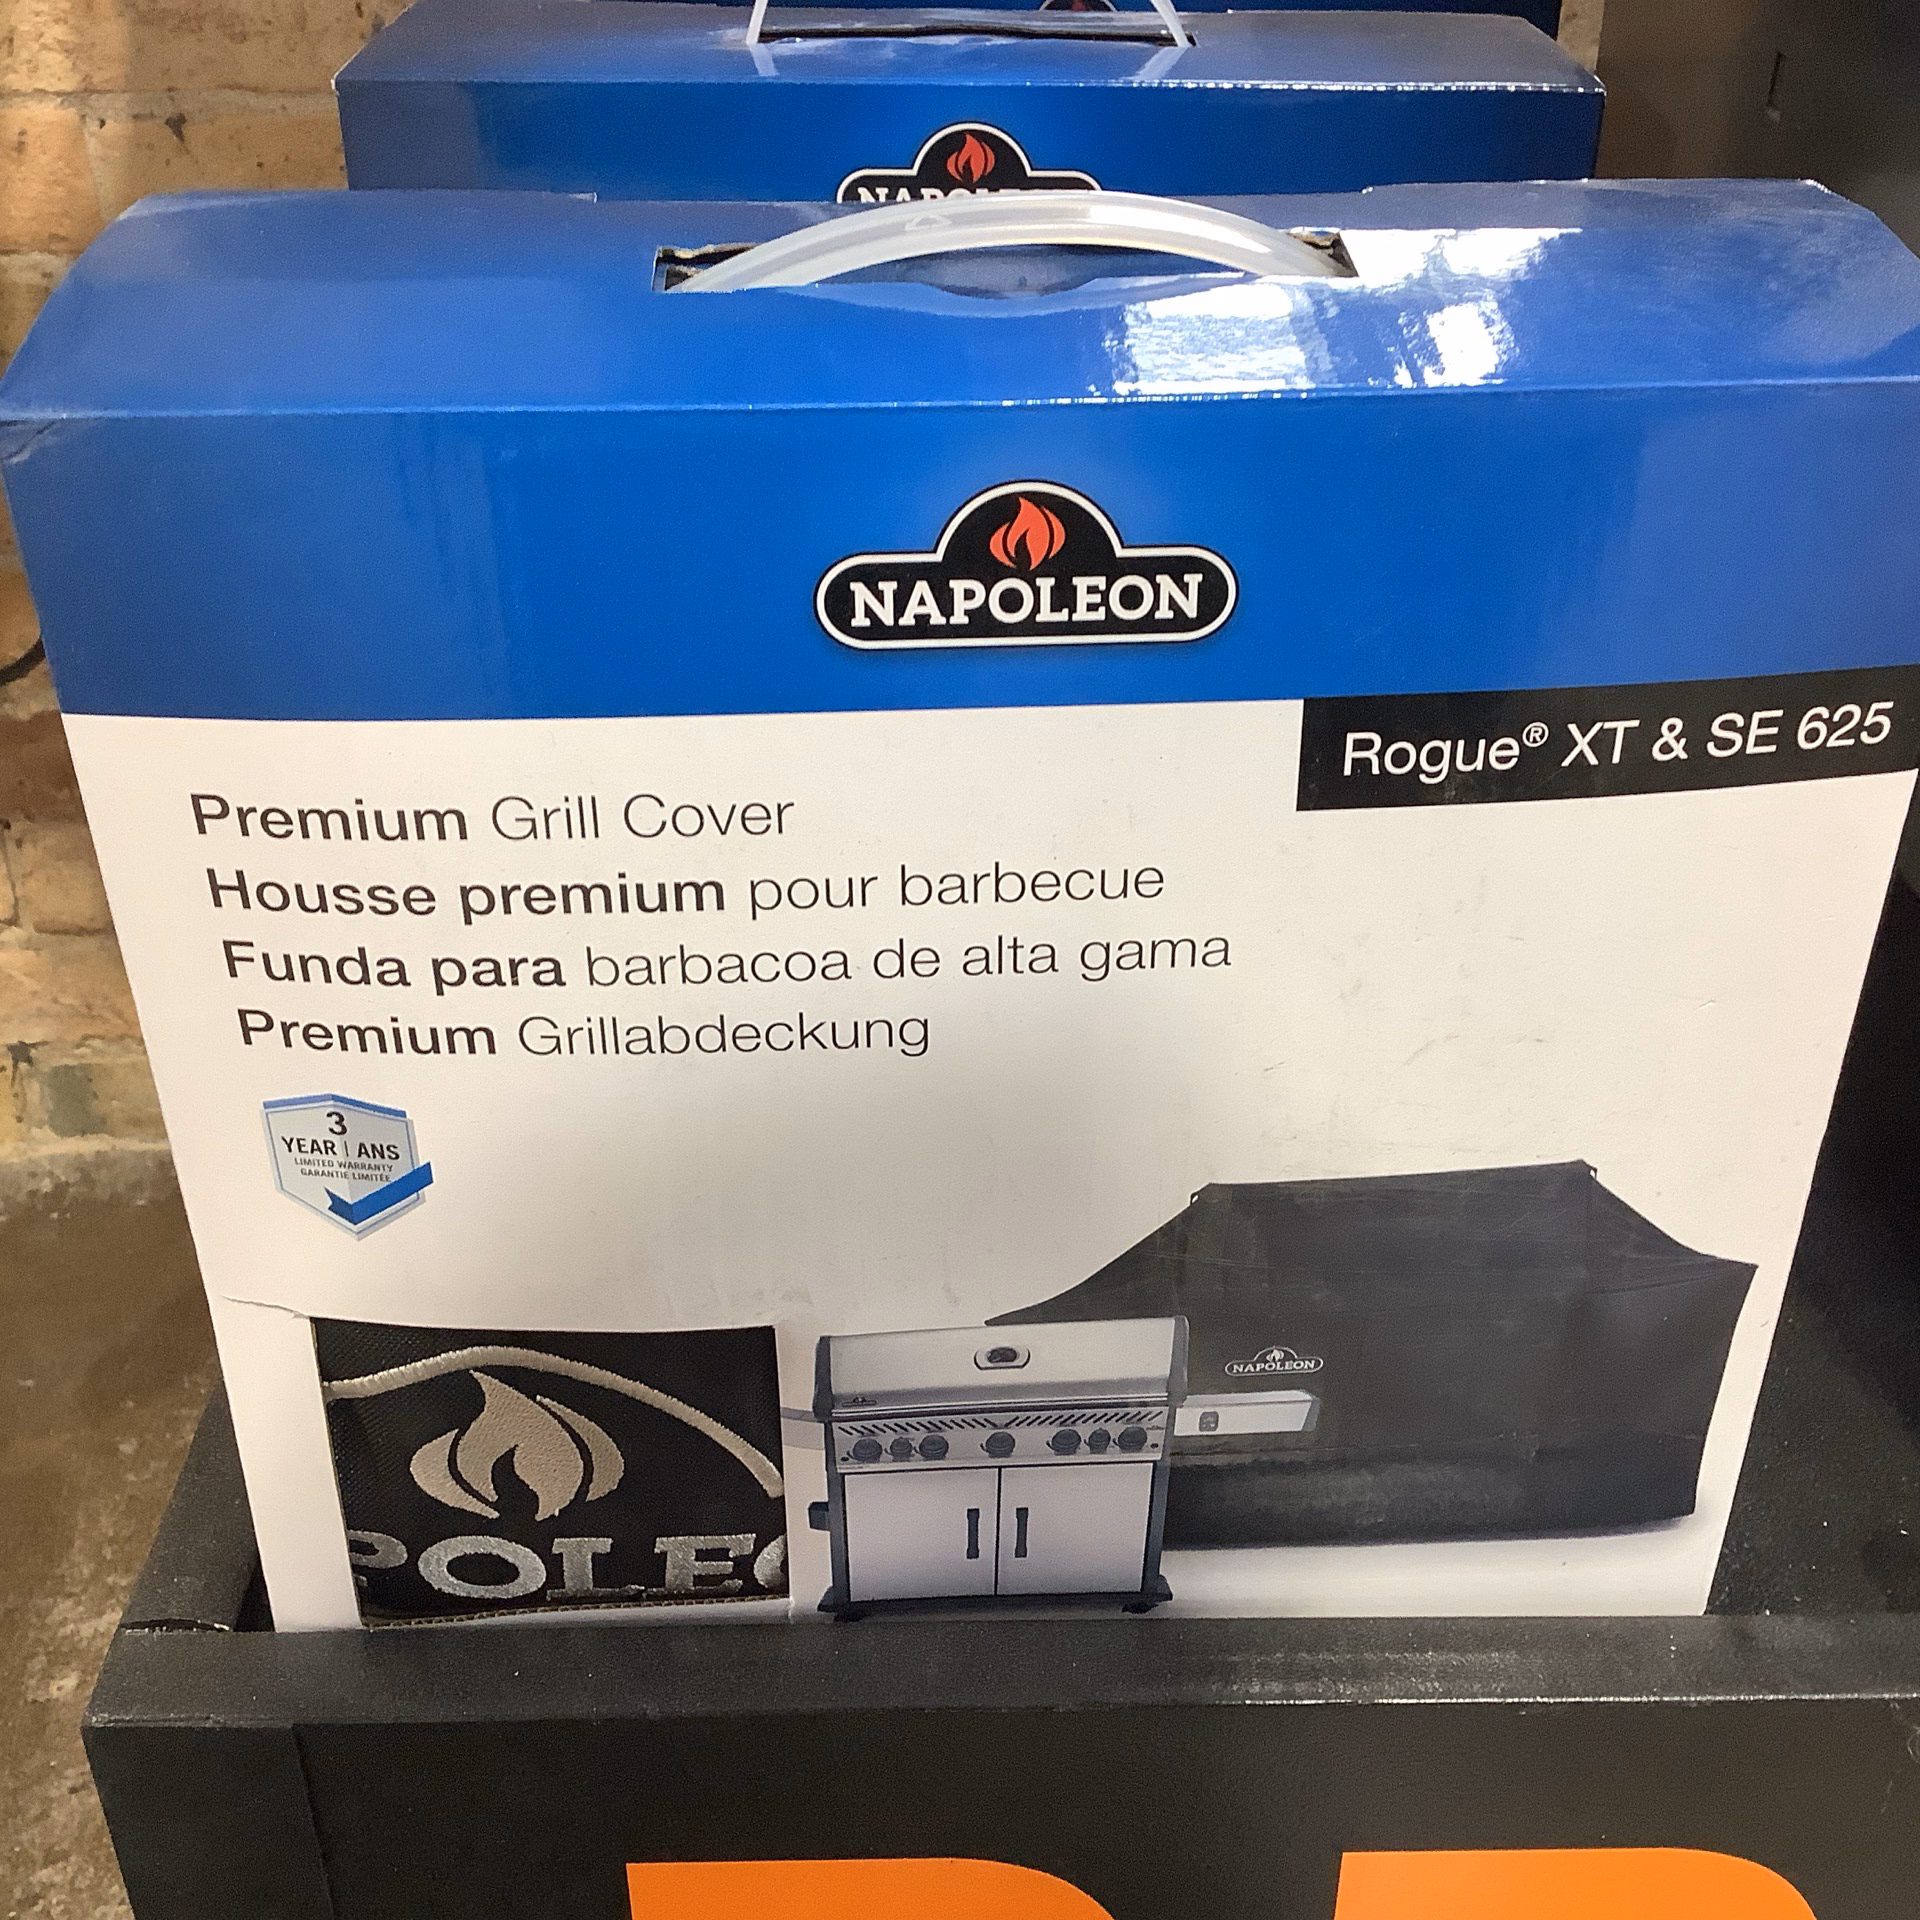 NAPOLEON
Rogue® XT & SE 625
Premium Grill Cover
Housse premium pour barbecue
Funda para barbacoa de alta gama
Premium Grillabdeckung
3
YEAR | ANS
LIMITED WARRANTY
GARANTIE LIMITÉE
NAPOLEON
POLEO